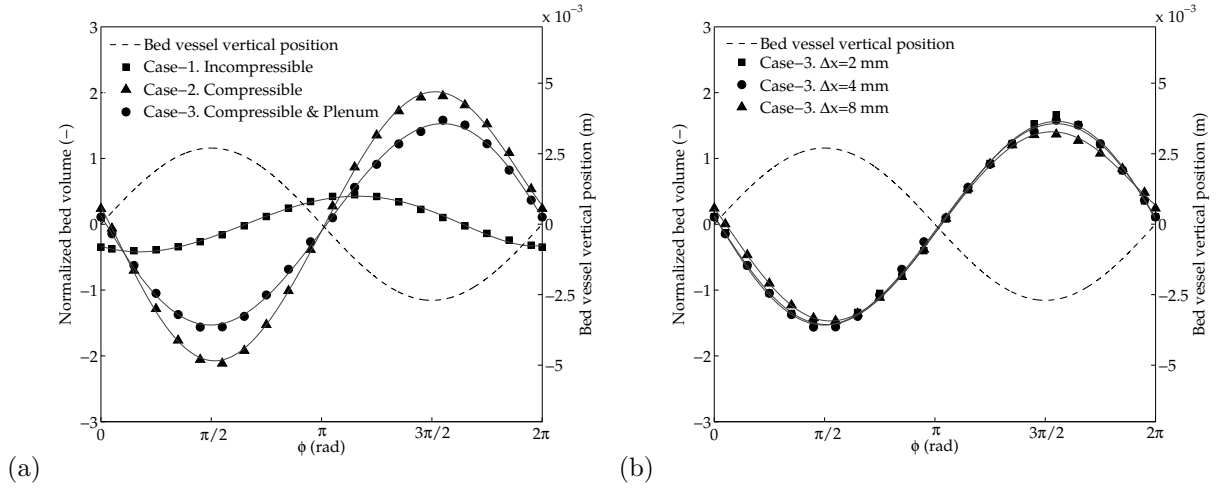 x 10−3
3
2
1
0
−1
−2
−3
Normalized bed volume (−)
Bed vessel vertical position
Case−1. Incompressible
Case−2. Compressible
Case−3. Compressible & Plenum
5
2.5
0
−2.5
−5
Bed vessel vertical position (m)
0
π/2
π
3π/2
2π
ϕ (rad)
(a)
x 10−3
3
2
1
0
−1
−2
−3
Normalized bed volume (−)
Bed vessel vertical position
Case−3. Δx=2 mm
Case−3. Δx=4 mm
Case−3. Δx=8 mm
5
2.5
0
−2.5
−5
Bed vessel vertical position (m)
0
π/2
π
3π/2
2π
ϕ (rad)
(b)